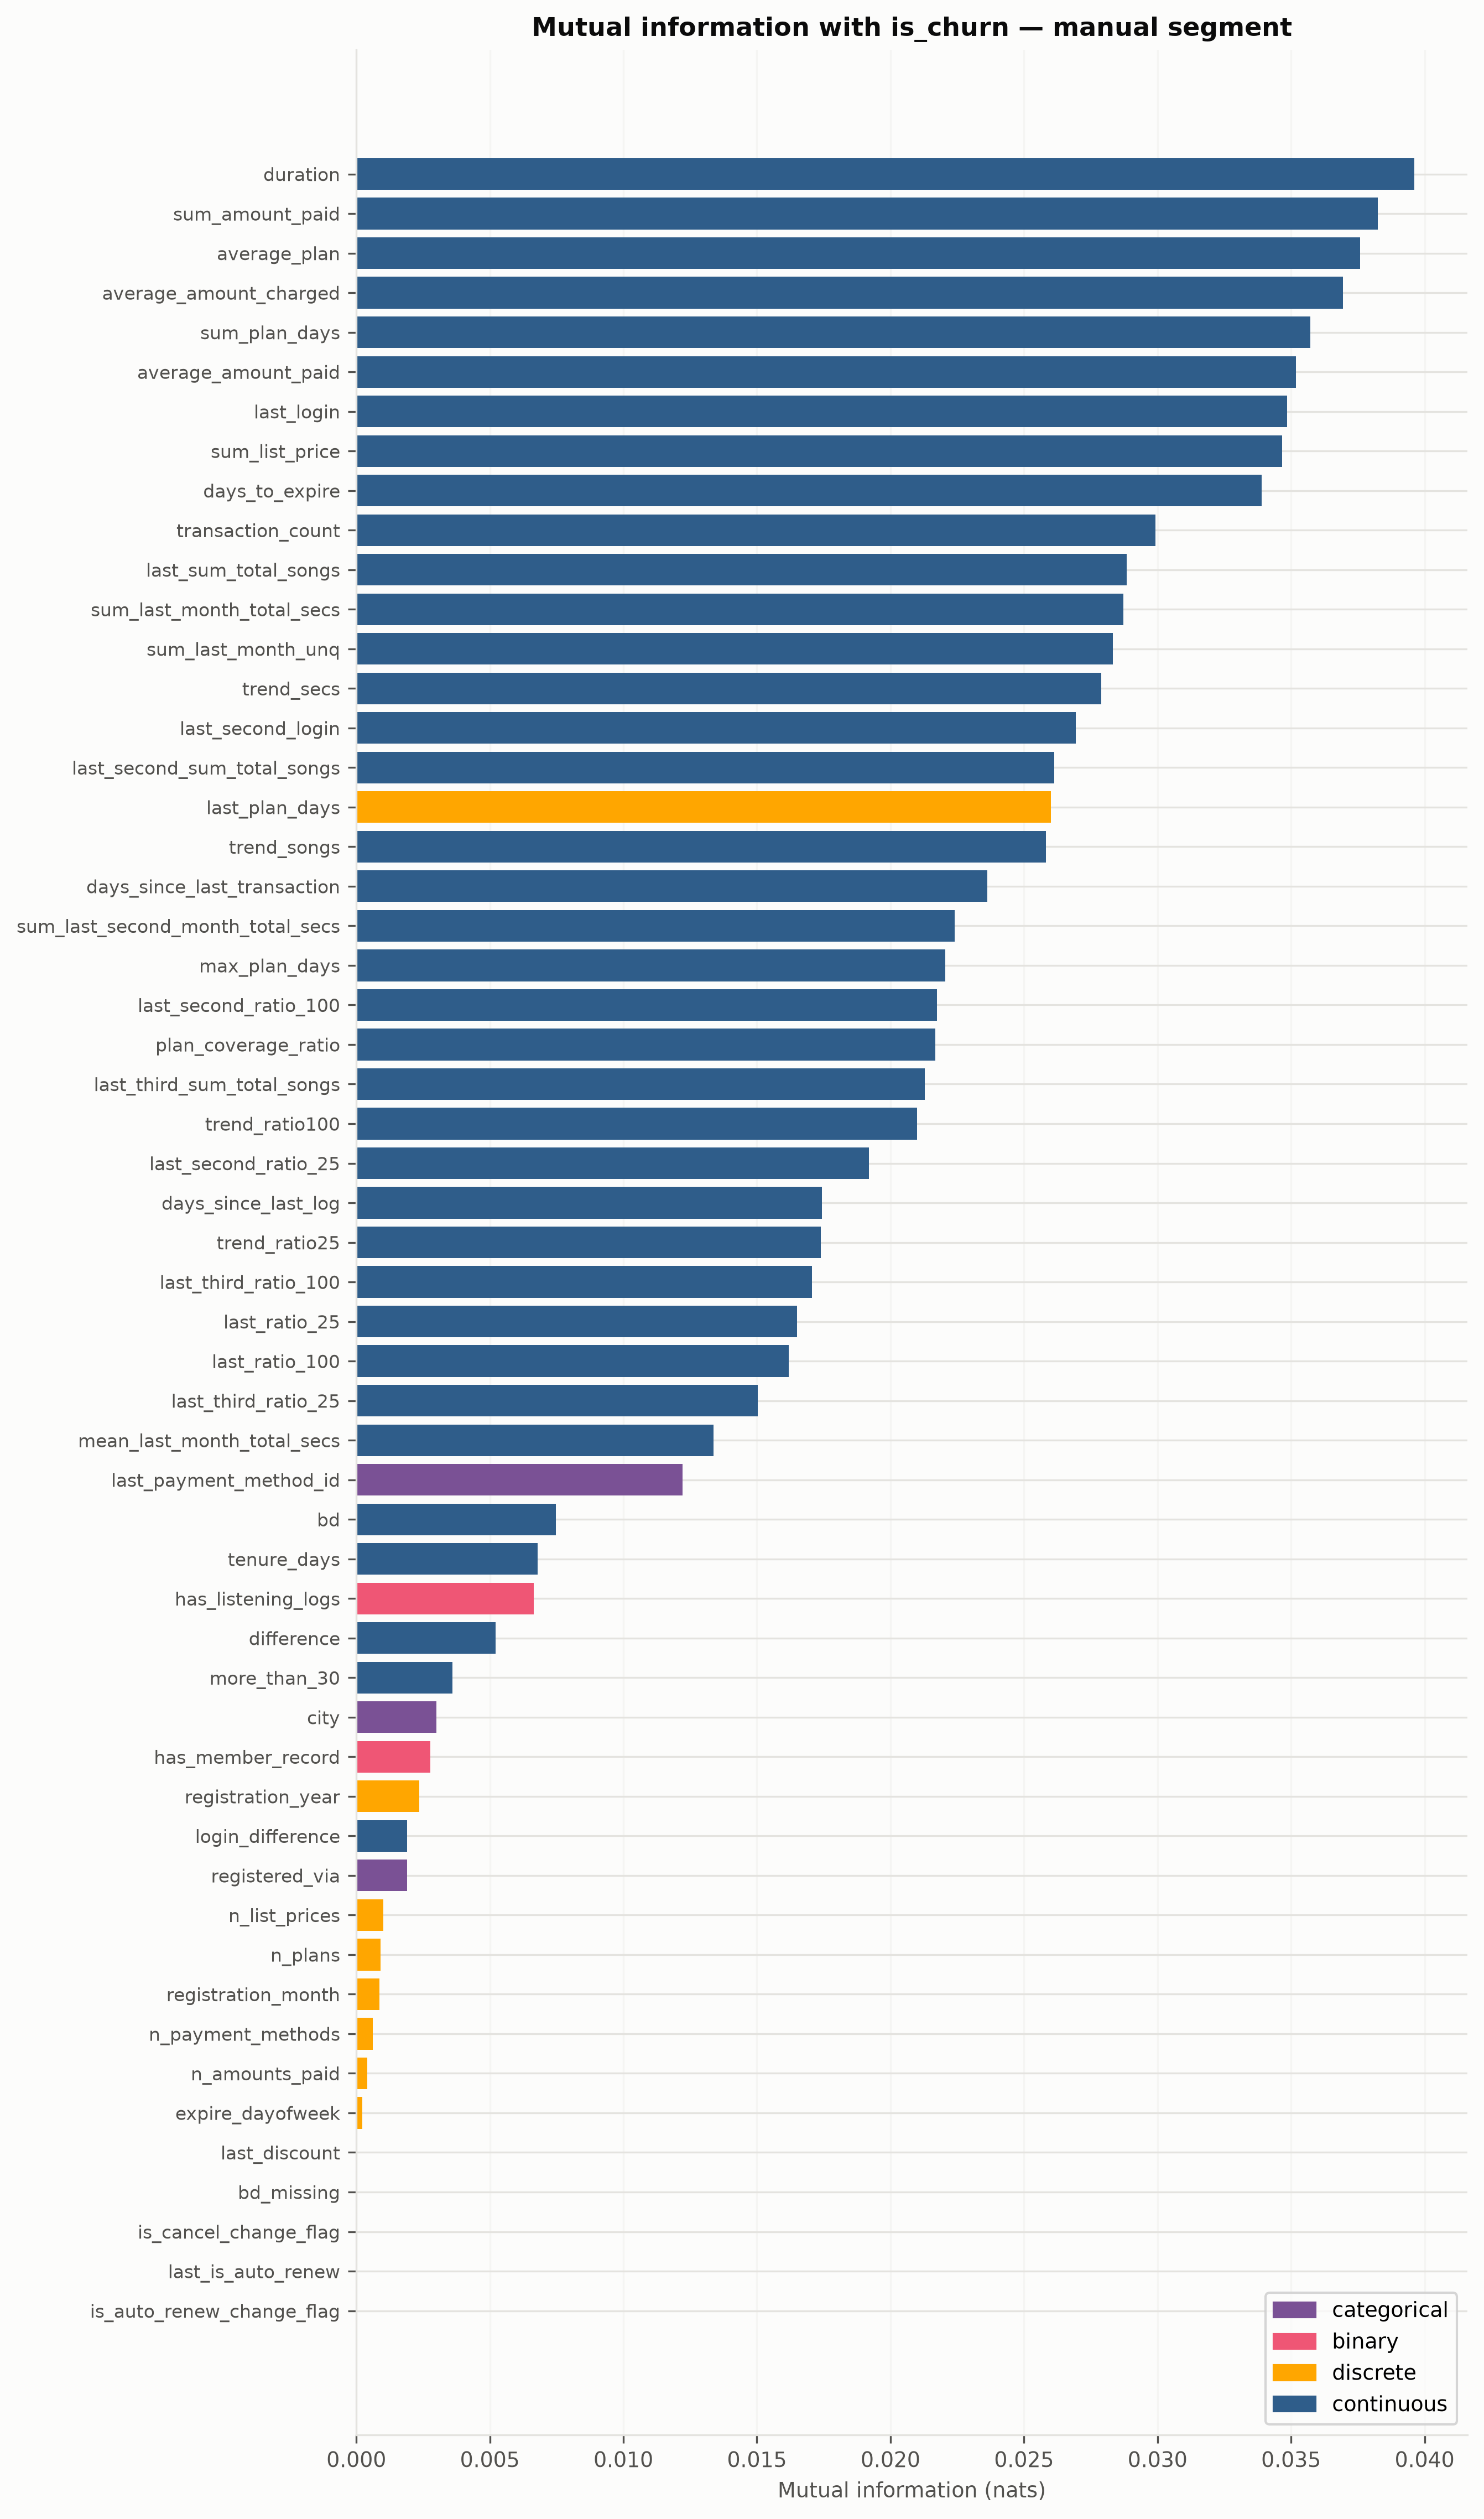 Mutual information with is_churn — manual segment
duration
sum_amount_paid
average_plan
average_amount_charged
sum_plan_days
average_amount_paid
last_login
sum_list_price
days_to_expire
transaction_count
last_sum_total_songs
sum_last_month_total_secs
sum_last_month_unq
trend_secs
last_second_login
last_second_sum_total_songs
last_plan_days
trend_songs
days_since_last_transaction
sum_last_second_month_total_secs
max_plan_days
last_second_ratio_100
plan_coverage_ratio
last_third_sum_total_songs
trend_ratio100
last_second_ratio_25
days_since_last_log
trend_ratio25
last_third_ratio_100
last_ratio_25
last_ratio_100
last_third_ratio_25
mean_last_month_total_secs
last_payment_method_id
bd
tenure_days
has_listening_logs
difference
more_than_30
city
has_member_record
registration_year
login_difference
registered_via
n_list_prices
n_plans
registration_month
n_payment_methods
n_amounts_paid
expire_dayofweek
last_discount
bd_missing
is_cancel_change_flag
last_is_auto_renew
is_auto_renew_change_flag
categorical
binary
discrete
continuous
0.000 0.005 0.010 0.015 0.020 0.025 0.030 0.035 0.040
Mutual information (nats)